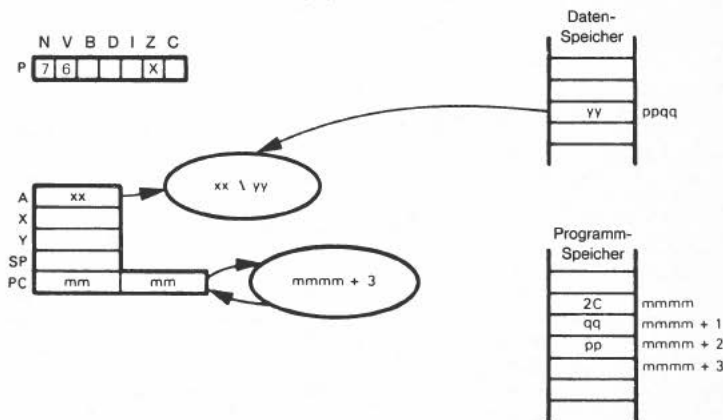 Daten-
Speicher
N V B D I Z C
P 7 6 X
yy ppqq
xx \ yy
A xx
X
Y
SP
PC mm mm
mmmm + 3
Programm-
Speicher
2C mmmm
qq mmmm + 1
pp mmmm + 2
mmmm + 3